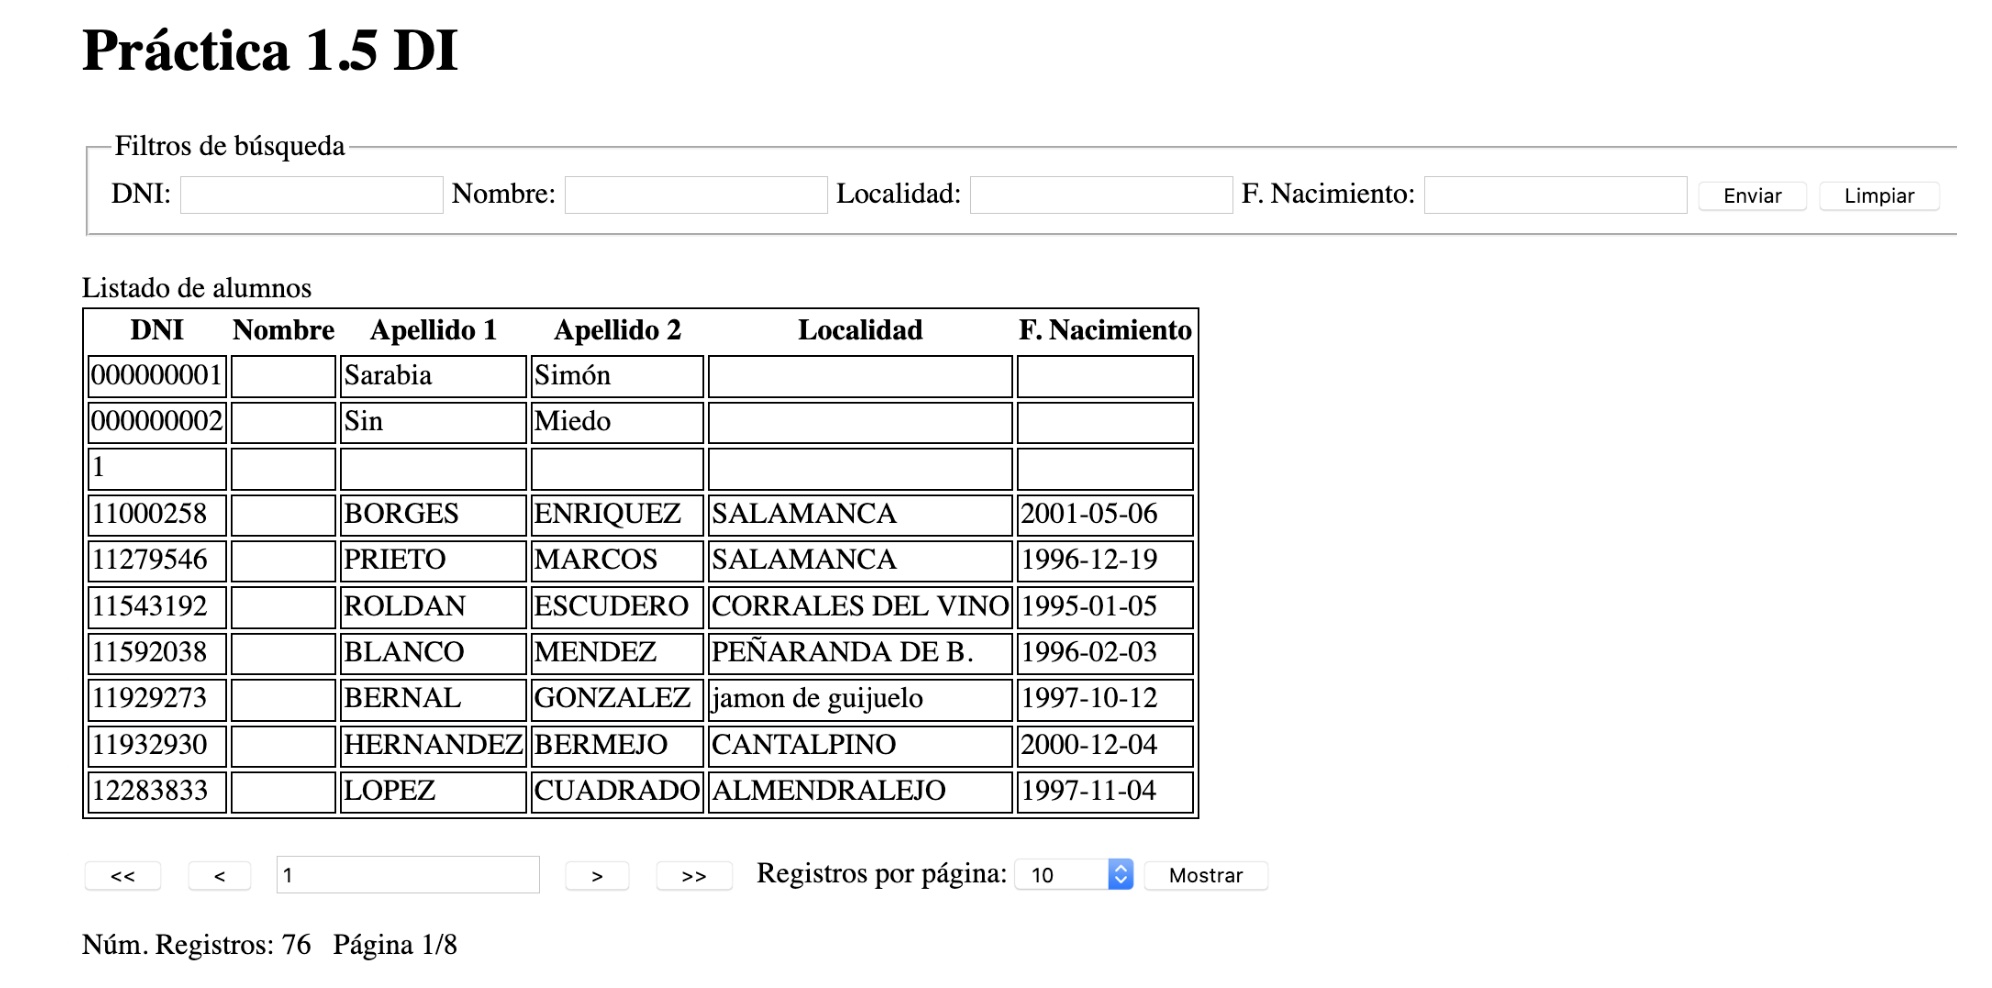 Práctica 1.5 DI
Filtros de búsqueda
DNI: Nombre: Localidad: F. Nacimiento: Enviar Limpiar
Listado de alumnos
DNI Nombre Apellido 1 Apellido 2 Localidad F. Nacimiento
000000001 Sarabia Simón
000000002 Sin Miedo
1
11000258 BORGES ENRIQUEZ SALAMANCA 2001-05-06
11279546 PRIETO MARCOS SALAMANCA 1996-12-19
11543192 ROLDAN ESCUDERO CORRALES DEL VINO 1995-01-05
11592038 BLANCO MENDEZ PEÑARANDA DE B. 1996-02-03
11929273 BERNAL GONZALEZ jamon de guijuelo 1997-10-12
11932930 HERNANDEZ BERMEJO CANTALPINO 2000-12-04
12283833 LOPEZ CUADRADO ALMENDRALEJO 1997-11-04
<< < 1 > >> Registros por página: 10 Mostrar
Núm. Registros: 76 Página 1/8